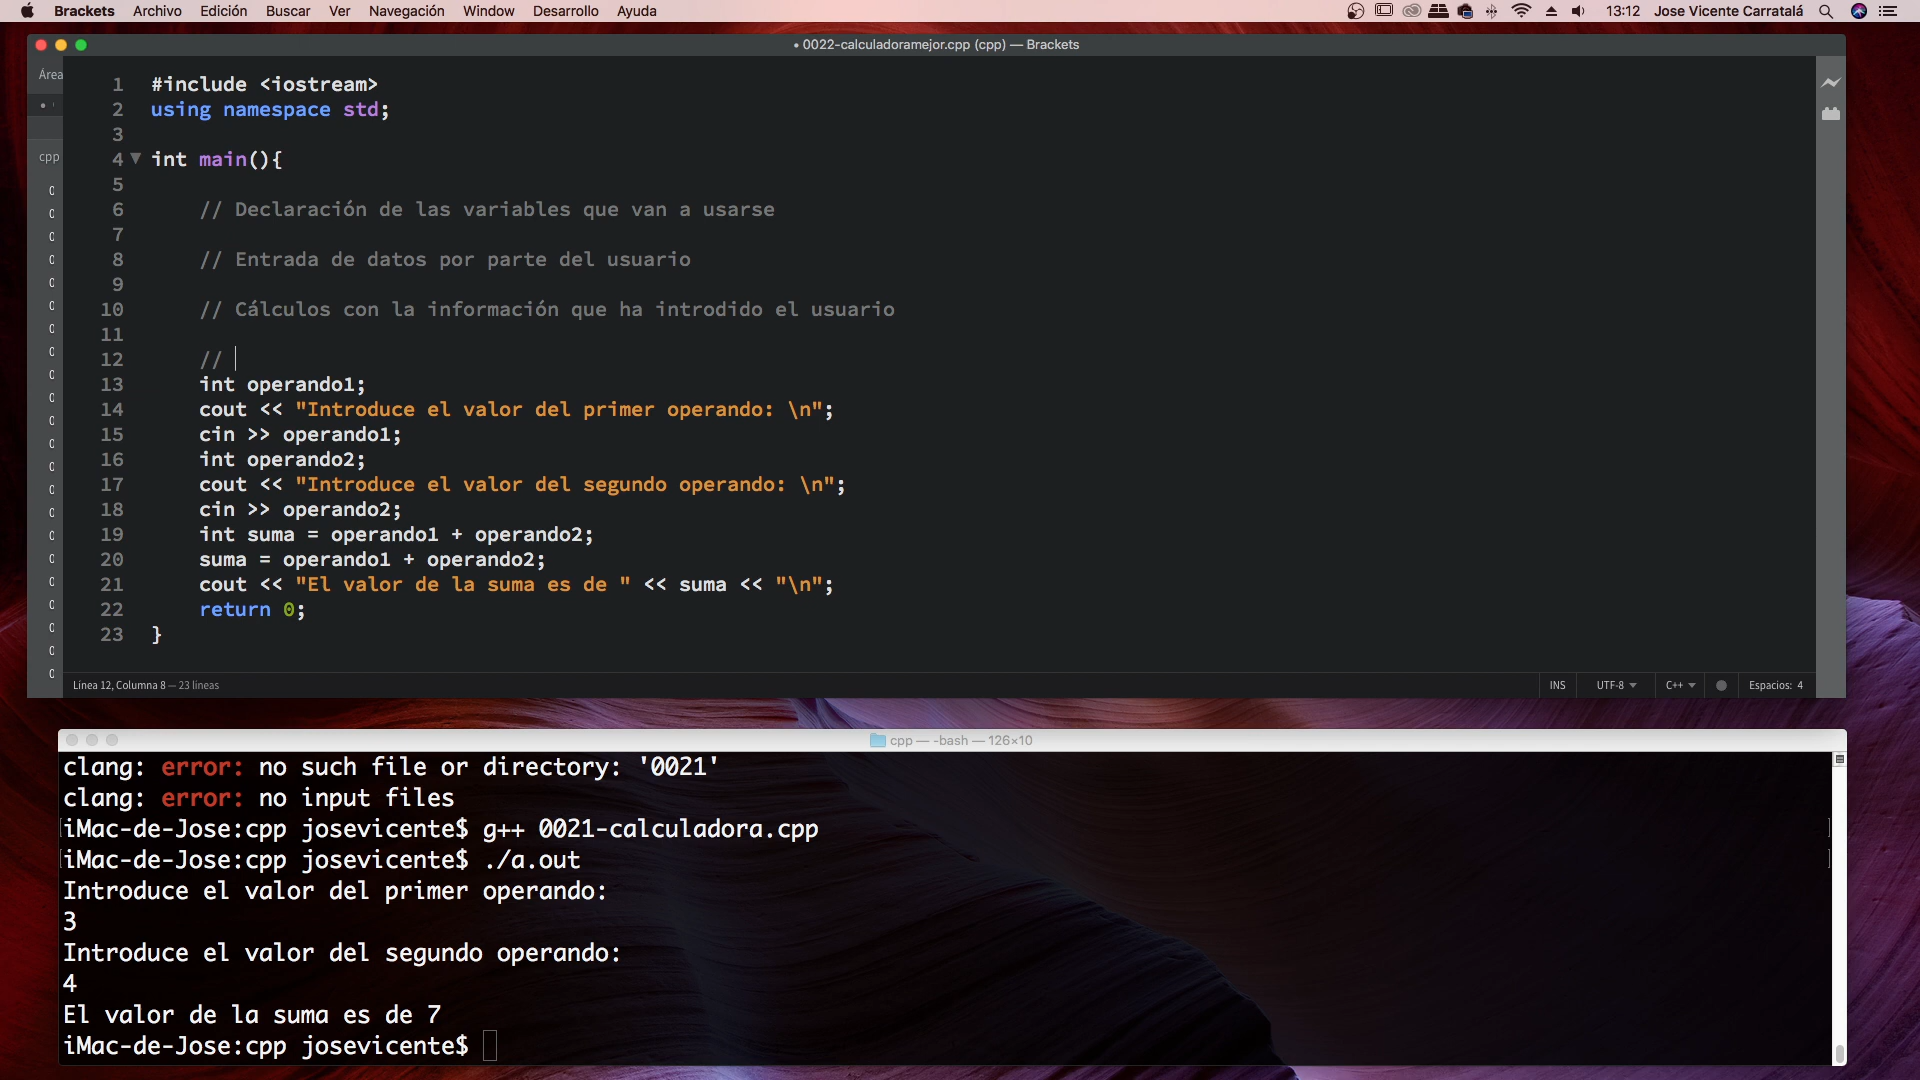 Brackets Archivo Edición Buscar Ver Navegación Window Desarrollo Ayuda 13:12 Jose Vicente Carratalá
• 0022-calculadoramejor.cpp (cpp) — Brackets
Área
cpp
1 #include <iostream>
2 using namespace std;
3
4 int main(){
5
6 // Declaración de las variables que van a usarse
7
8 // Entrada de datos por parte del usuario
9
10 // Cálculos con la información que ha introdido el usuario
11
12 //
13 int operando1;
14 cout << "Introduce el valor del primer operando: \n";
15 cin >> operando1;
16 int operando2;
17 cout << "Introduce el valor del segundo operando: \n";
18 cin >> operando2;
19 int suma = operando1 + operando2;
20 suma = operando1 + operando2;
21 cout << "El valor de la suma es de " << suma << "\n";
22 return 0;
23 }
Línea 12, Columna 8 — 23 líneas INS UTF-8 C++ Espacios: 4
cpp — -bash — 126×10
clang: error: no such file or directory: '0021'
clang: error: no input files
iMac-de-Jose:cpp josevicente$ g++ 0021-calculadora.cpp
iMac-de-Jose:cpp josevicente$ ./a.out
Introduce el valor del primer operando:
3
Introduce el valor del segundo operando:
4
El valor de la suma es de 7
iMac-de-Jose:cpp josevicente$